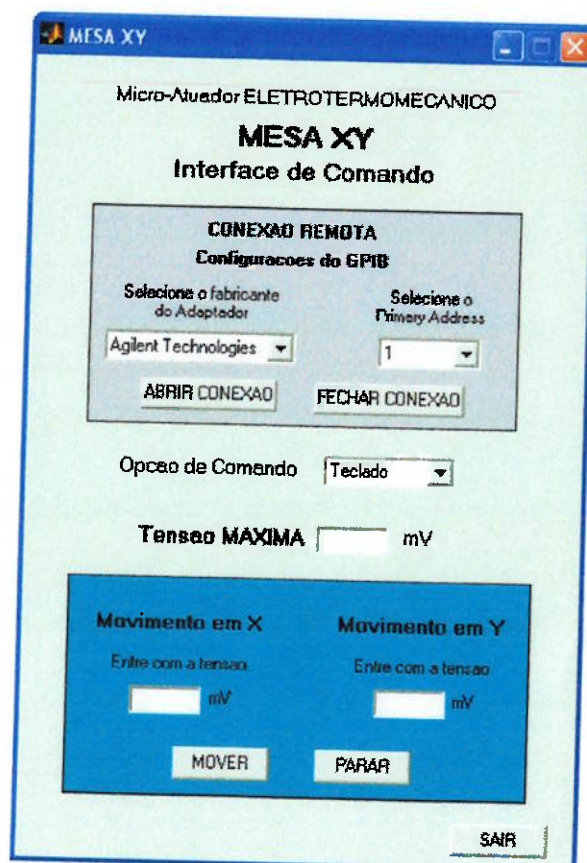 MESA XY
Micro-Atuador ELETROTERMOMECANICO
MESA XY
Interface de Comando
CONEXAO REMOTA
Configuracoes do GPIB
Selecione o fabricante
do Adaptador
Selecione o
Primary Address
Agilent Technologies
1
ABRIR CONEXAO
FECHAR CONEXAO
Opcao de Comando
Teclado
Tensao MAXIMA
mV
Movimento em X
Movimento em Y
Entre com a tensao
Entre com a tensao
mV
mV
MOVER
PARAR
SAIR